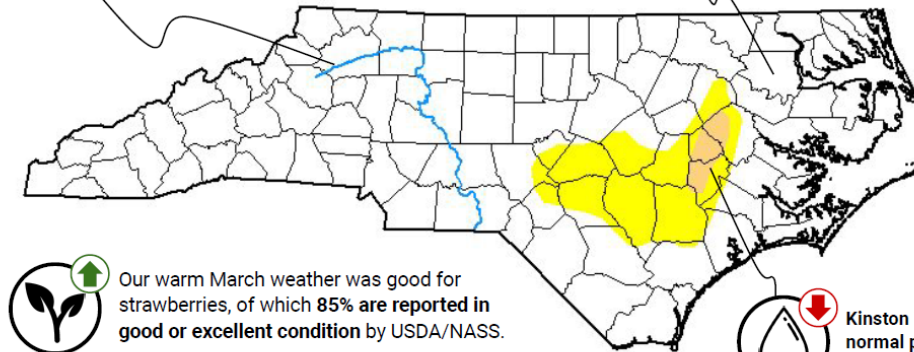 Our warm March weather was good for
strawberries, of which 85% are reported in
good or excellent condition by USDA/NASS.
Kinston
normal